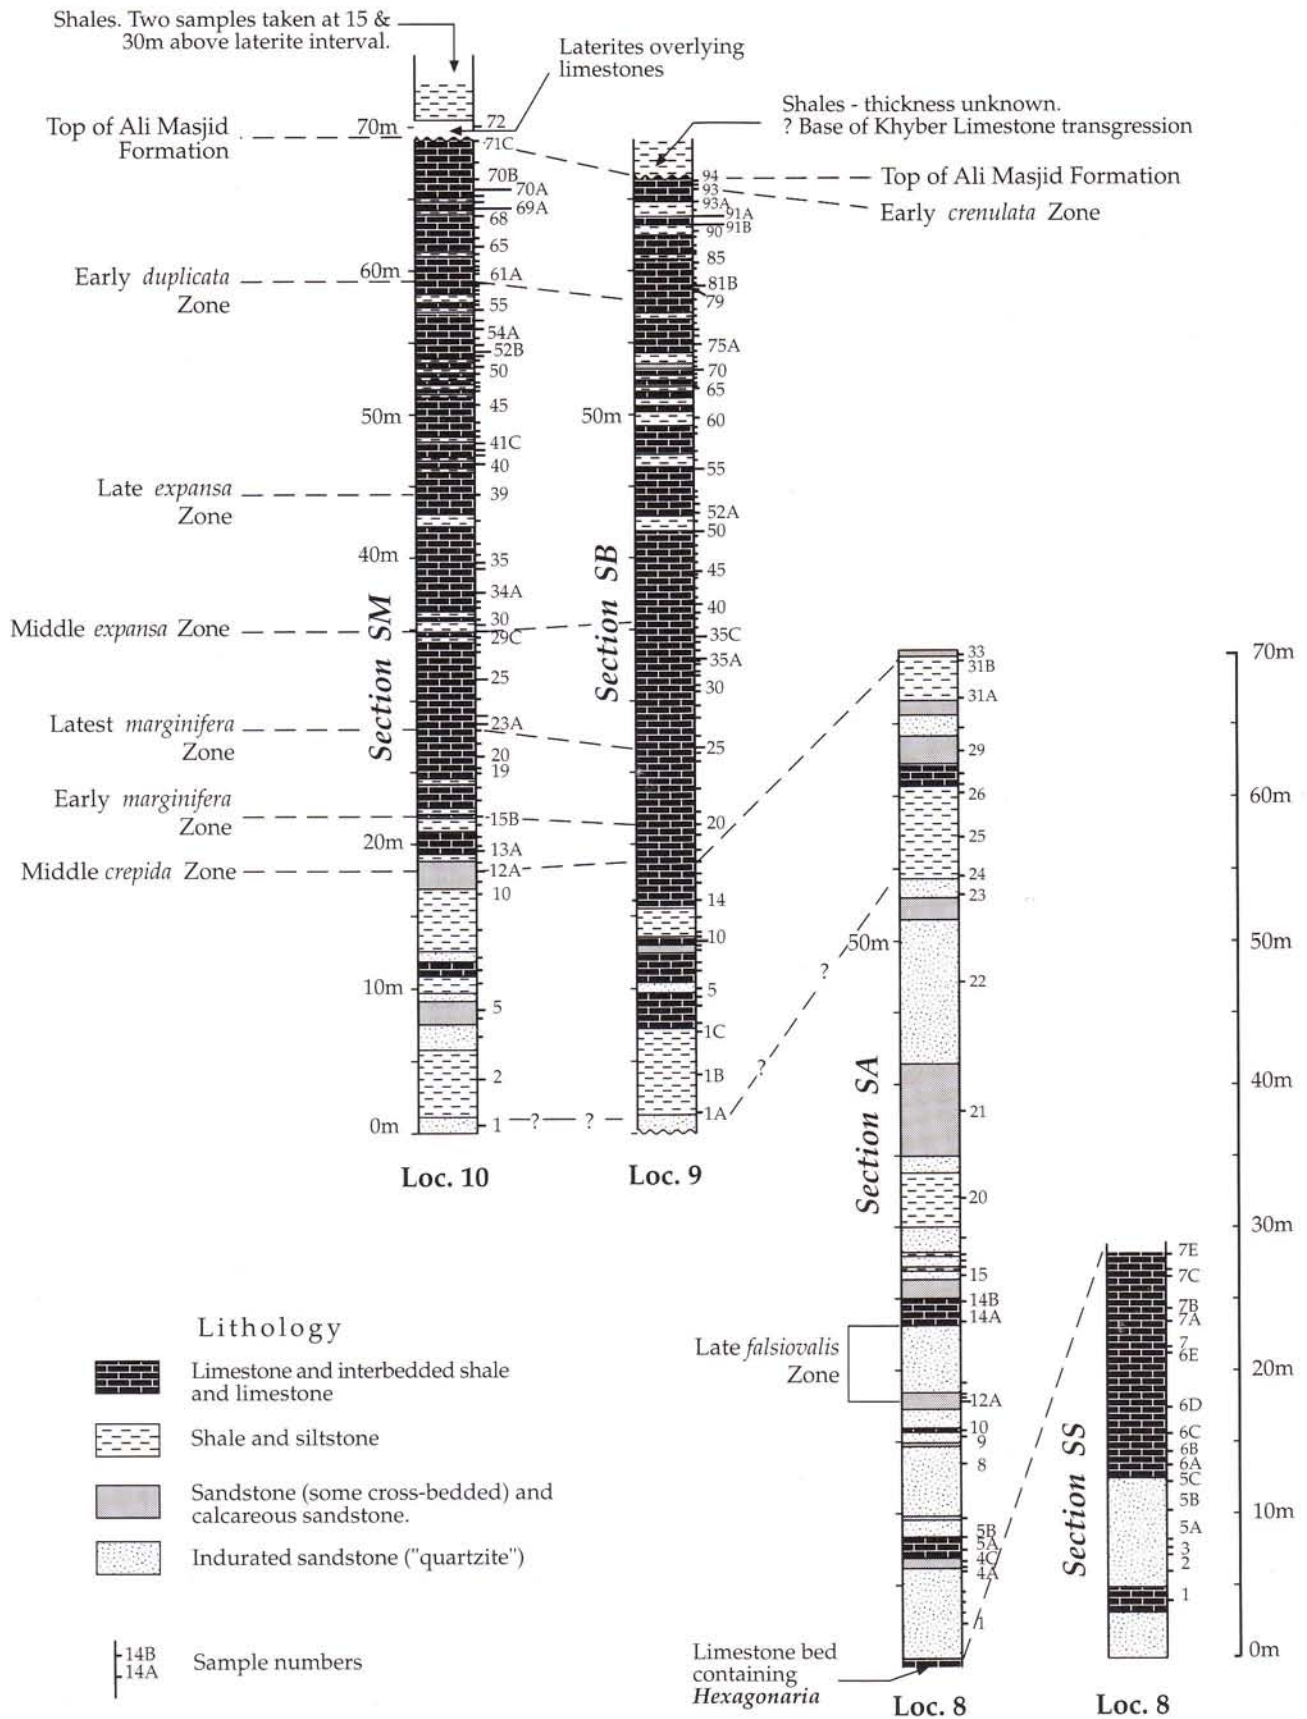 Shales. Two samples taken at 15 &
30m above laterite interval.
Laterites overlying
limestones
Shales - thickness unknown.
? Base of Khyber Limestone transgression
Top of Ali Masjid
Formation
Top of Ali Masjid Formation
Early crenulata Zone
Early duplicata
Zone
Late expansa
Zone
Middle expansa Zone
Latest marginifera
Zone
Early marginifera
Zone
Middle crepida Zone
70m
60m
50m
40m
20m
10m
0m
Section SM
72
71C
70B
70A
69A
68
65
61A
55
54A
52B
50
45
41C
40
39
35
34A
30
29C
25
23A
20
19
15B
13A
12A
10
5
2
1
? ?
Loc. 10
50m
Section SB
94
93
93A
91A
91B
90
85
81B
79
75A
70
65
60
55
52A
50
45
40
35C
35A
30
25
20
14
10
5
1C
1B
1A
?
?
Loc. 9
50m
Section SA
33
31B
31A
29
26
25
24
23
22
21
20
15
14B
14A
12A
10
9
8
5B
5A
4C
4A
1
Late falsiovalis
Zone
Limestone bed
containing
Hexagonaria
Loc. 8
Section SS
7E
7C
7B
7A
7
6E
6D
6C
6B
6A
5C
5B
5A
3
2
1
Loc. 8
70m
60m
50m
40m
30m
20m
10m
0m
Lithology
Limestone and interbedded shale
and limestone
Shale and siltstone
Sandstone (some cross-bedded) and
calcareous sandstone.
Indurated sandstone ("quartzite")
14B
14A
Sample numbers